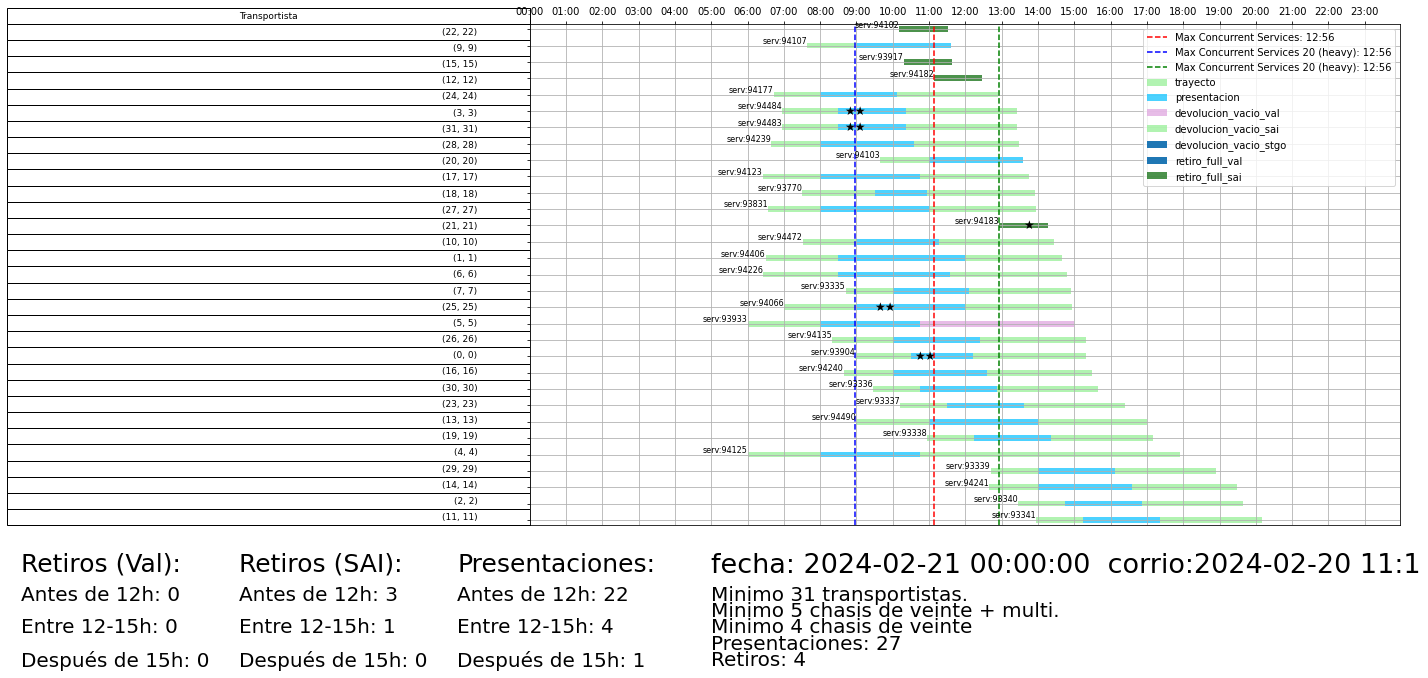 Transportista
00:00 01:00 02:00 03:00 04:00 05:00 06:00 07:00 08:00 09:00 10:00 11:00 12:00 13:00 14:00 15:00 16:00 17:00 18:00 19:00 20:00 21:00 22:00 23:00
(22, 22) serv:94102
(9, 9) serv:94107
(15, 15) serv:93917
(12, 12) serv:94182
(24, 24) serv:94177
(3, 3) serv:94484
(31, 31) serv:94483
(28, 28) serv:94239
(20, 20) serv:94103
(17, 17) serv:94123
(18, 18) serv:93770
(27, 27) serv:93831
(21, 21) serv:94183
(10, 10) serv:94472
(1, 1) serv:94406
(6, 6) serv:94226
(7, 7) serv:93335
(25, 25) serv:94066
(5, 5) serv:93933
(26, 26) serv:94135
(0, 0) serv:93904
(16, 16) serv:94240
(30, 30) serv:93336
(23, 23) serv:93337
(13, 13) serv:94490
(19, 19) serv:93338
(4, 4) serv:94125
(29, 29) serv:93339
(14, 14) serv:94241
(2, 2) serv:93340
(11, 11) serv:93341
Max Concurrent Services: 12:56
Max Concurrent Services 20 (heavy): 12:56
Max Concurrent Services 20 (heavy): 12:56
trayecto
presentacion
devolucion_vacio_val
devolucion_vacio_sai
devolucion_vacio_stgo
retiro_full_val
retiro_full_sai
Retiros (Val):
Antes de 12h: 0
Entre 12-15h: 0
Después de 15h: 0
Retiros (SAI):
Antes de 12h: 3
Entre 12-15h: 1
Después de 15h: 0
Presentaciones:
Antes de 12h: 22
Entre 12-15h: 4
Después de 15h: 1
fecha: 2024-02-21 00:00:00 corrio:2024-02-20 11:1
Minimo 31 transportistas.
Minimo 5 chasis de veinte + multi.
Minimo 4 chasis de veinte
Presentaciones: 27
Retiros: 4